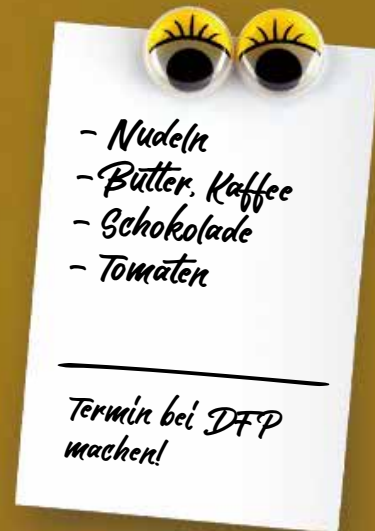 - Nudeln
- Butter, Kaffee
- Schokolade
- Tomaten
Termin bei DFP
machen!